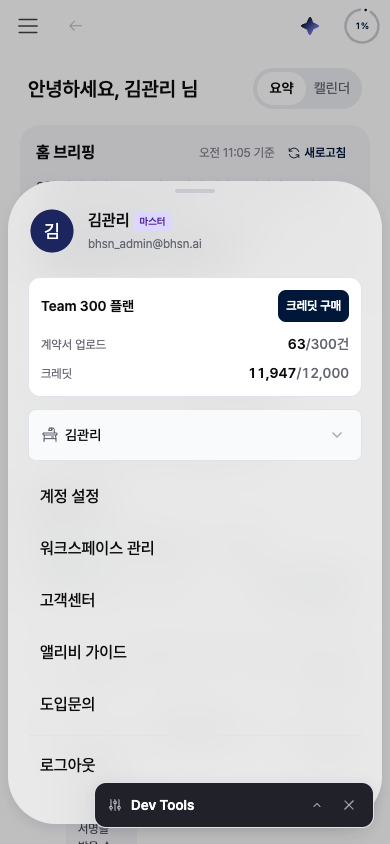 1%
안녕하세요, 김관리 님
요약 캘린더
홈 브리핑
오전 11:05 기준 새로고침
김
김관리 마스터
bhsn_admin@bhsn.ai
Team 300 플랜
크레딧 구매
계약서 업로드 63/300건
크레딧 11,947/12,000
김관리
계정 설정
워크스페이스 관리
고객센터
앨리비 가이드
도입문의
로그아웃
Dev Tools
서명을